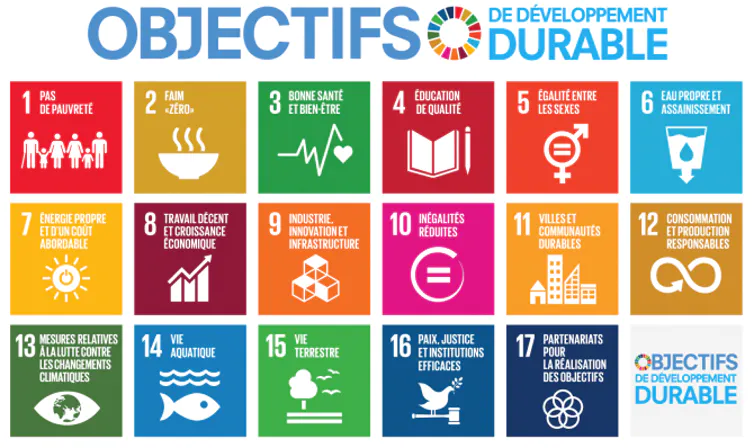 OBJECTIFS
DE DÉVELOPPEMENT
DURABLE
1 PAS
DE PAUVRETÉ
2 FAIM
«ZÉRO»
3 BONNE SANTÉ
ET BIEN-ÊTRE
4 ÉDUCATION
DE QUALITÉ
5 ÉGALITÉ ENTRE
LES SEXES
6 EAU PROPRE ET
ASSAINISSEMENT
7 ÉNERGIE PROPRE
ET D'UN COÛT
ABORDABLE
8 TRAVAIL DÉCENT
ET CROISSANCE
ÉCONOMIQUE
9 INDUSTRIE,
INNOVATION ET
INFRASTRUCTURE
10 INÉGALITÉS
RÉDUITES
11 VILLES ET
COMMUNAUTÉS
DURABLES
12 CONSOMMATION
ET PRODUCTION
RESPONSABLES
13 MESURES RELATIVES
À LA LUTTE CONTRE
LES CHANGEMENTS
CLIMATIQUES
14 VIE
AQUATIQUE
15 VIE
TERRESTRE
16 PAIX, JUSTICE
ET INSTITUTIONS
EFFICACES
17 PARTENARIATS
POUR
LA RÉALISATION
DES OBJECTIFS
OBJECTIFS
DE DÉVELOPPEMENT
DURABLE